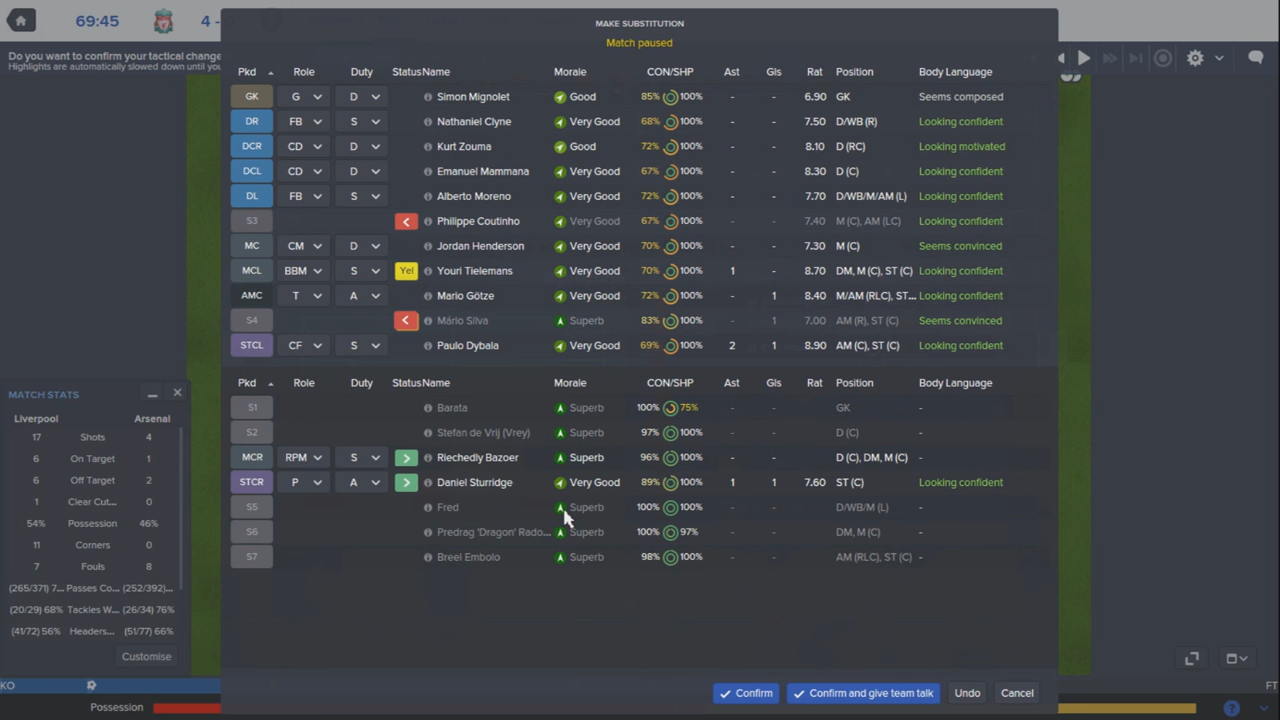 MAKE SUBSTITUTION
69:45
4 -
Match paused
Do you want to confirm your tactical change
Highlights are automatically slowed down until you
Pkd Role Duty Status Name Morale CON/SHP Ast Gls Rat Position Body Language
GK G D Simon Mignolet Good 85% 100% - - 6.90 GK Seems composed
DR FB S Nathaniel Clyne Very Good 68% 100% - - 7.50 D/WB (R) Looking confident
DCR CD D Kurt Zouma Good 72% 100% - - 8.10 D (RC) Looking motivated
DCL CD D Emanuel Mammana Very Good 67% 100% - - 8.30 D (C) Looking confident
DL FB S Alberto Moreno Very Good 72% 100% - - 7.70 D/WB/M/AM (L) Looking confident
S3 < Philippe Coutinho Very Good 67% 100% - - 7.40 M (C), AM (LC) Looking confident
MC CM D Jordan Henderson Very Good 70% 100% - - 7.30 M (C) Seems convinced
MCL BBM S Yel Youri Tielemans Very Good 70% 100% 1 - 8.70 DM, M (C), ST (C) Looking confident
AMC T A Mario Götze Very Good 72% 100% - 1 8.40 M/AM (RLC), ST... Looking confident
S4 < Mário Silva Superb 83% 100% - 1 7.00 AM (R), ST (C) Seems convinced
STCL CF S Paulo Dybala Very Good 69% 100% 2 1 8.90 AM (C), ST (C) Looking confident
Pkd Role Duty Status Name Morale CON/SHP Ast Gls Rat Position Body Language
S1 Barata Superb 100% 75% - - - GK -
S2 Stefan de Vrij (Vrey) Superb 97% 100% - - - D (C) -
MCR RPM S > Riechedly Bazoer Superb 96% 100% - - - D (C), DM, M (C) -
STCR P A > Daniel Sturridge Very Good 89% 100% 1 1 7.60 ST (C) Looking confident
S5 Fred Superb 100% 100% - - - D/WB/M (L) -
S6 Predrag 'Dragon' Rado... Superb 100% 97% - - - DM, M (C) -
S7 Breel Embolo Superb 98% 100% - - - AM (RLC), ST (C) -
MATCH STATS
Liverpool Arsenal
17 Shots 4
6 On Target 1
6 Off Target 2
1 Clear Cut... 0
54% Possession 46%
11 Corners 0
7 Fouls 8
(265/371) 7... Passes Co... (252/392)...
(20/29) 68% Tackles W... (26/34) 76%
(41/72) 56% Headers... (51/77) 66%
Customise
KO
FT
Confirm
Confirm and give team talk
Undo
Cancel
Possession
?